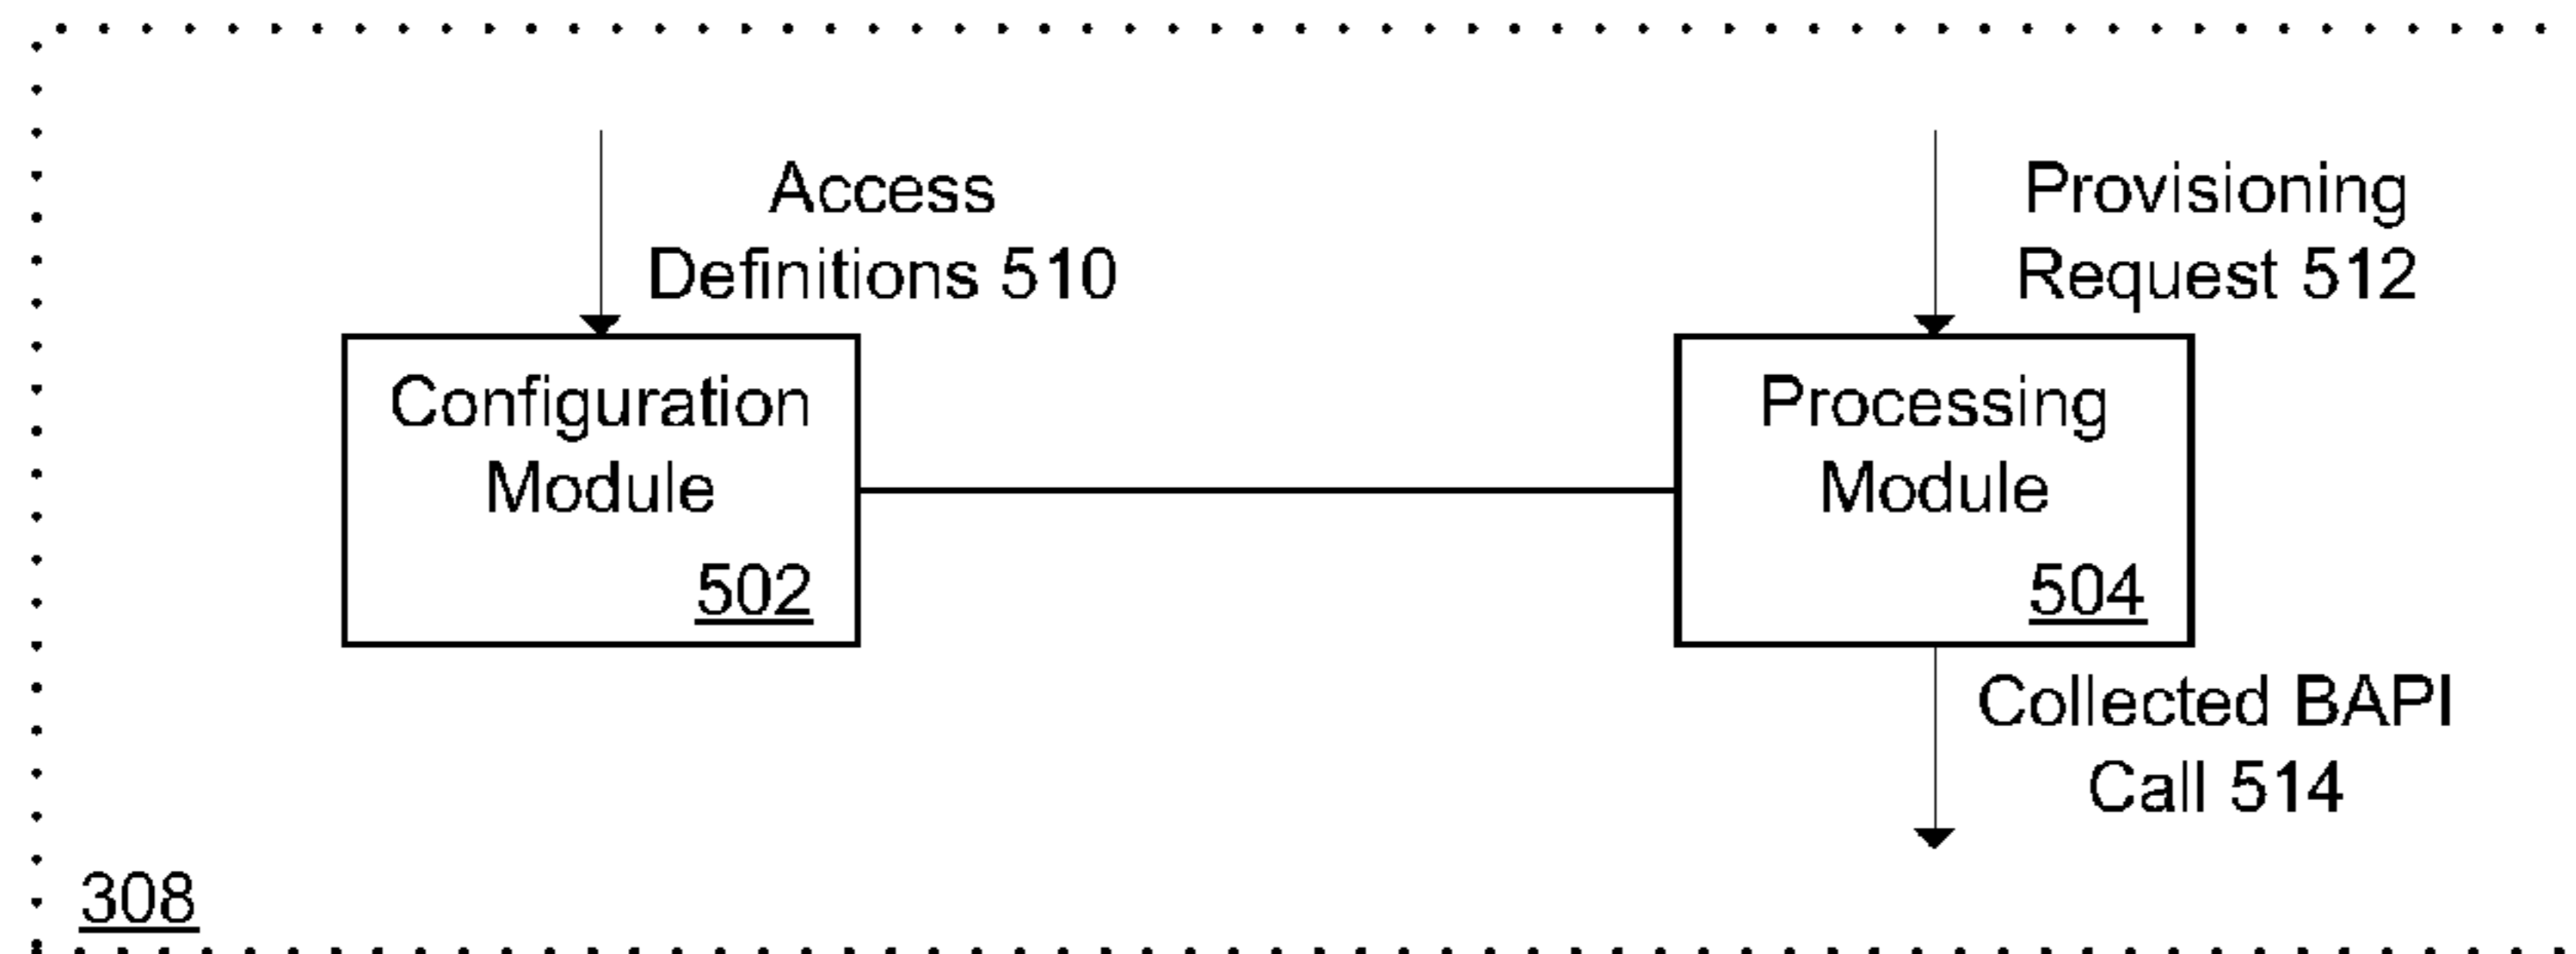 Access
Definitions 510
Provisioning
Request 512
Configuration
Module
502
Processing
Module
504
Collected BAPI
Call 514
308